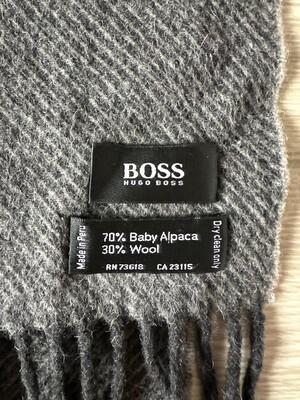 BOSS
HUGO BOSS
Made in Peru
70% Baby Alpaca
30% Wool
RN 73618 CA 23115
Dry clean only